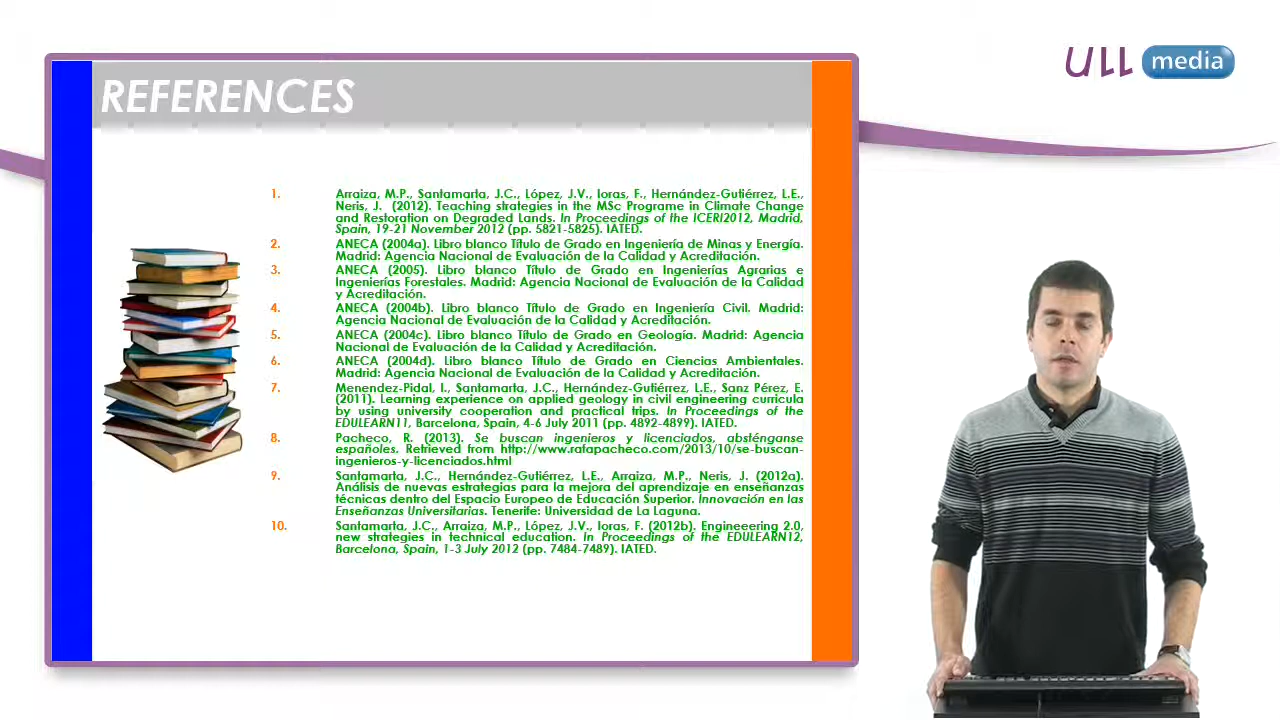 ULL media
REFERENCES
1. Arraiza, M.P., Santamarta, J.C., López, J.V., Ioras, F., Hernández-Gutiérrez, L.E.,
Neris, J. (2012). Teaching strategies in the MSc Programe in Climate Change
and Restoration on Degraded Lands. In Proceedings of the ICERI2012, Madrid,
Spain, 19-21 November 2012 (pp. 5821-5825). IATED.
2. ANECA (2004a). Libro blanco Título de Grado en Ingeniería de Minas y Energía.
Madrid: Agencia Nacional de Evaluación de la Calidad y Acreditación.
3. ANECA (2005). Libro blanco Título de Grado en Ingenierías Agrarias e
Ingenierías Forestales. Madrid: Agencia Nacional de Evaluación de la Calidad
y Acreditación.
4. ANECA (2004b). Libro blanco Título de Grado en Ingeniería Civil. Madrid:
Agencia Nacional de Evaluación de la Calidad y Acreditación.
5. ANECA (2004c). Libro blanco Título de Grado en Geología. Madrid: Agencia
Nacional de Evaluación de la Calidad y Acreditación.
6. ANECA (2004d). Libro blanco Título de Grado en Ciencias Ambientales.
Madrid: Agencia Nacional de Evaluación de la Calidad y Acreditación.
7. Menendez-Pidal, I., Santamarta, J.C., Hernández-Gutiérrez, L.E., Sanz Pérez, E.
(2011). Learning experience on applied geology in civil engineering curricula
by using university cooperation and practical trips. In Proceedings of the
EDULEARN11, Barcelona, Spain, 4-6 July 2011 (pp. 4892-4899). IATED.
8. Pacheco, R. (2013). Se buscan ingenieros y licenciados, absténganse
españoles. Retrieved from http://www.rafapacheco.com/2013/10/se-buscan-
ingenieros-y-licenciados.html
9. Santamarta, J.C., Hernández-Gutiérrez, L.E., Arraiza, M.P., Neris, J. (2012a).
Análisis de nuevas estrategias para la mejora del aprendizaje en enseñanzas
técnicas dentro del Espacio Europeo de Educación Superior. Innovación en las
Enseñanzas Universitarias. Tenerife: Universidad de La Laguna.
10. Santamarta, J.C., Arraiza, M.P., López, J.V., Ioras, F. (2012b). Engineeering 2.0,
new strategies in technical education. In Proceedings of the EDULEARN12,
Barcelona, Spain, 1-3 July 2012 (pp. 7484-7489). IATED.